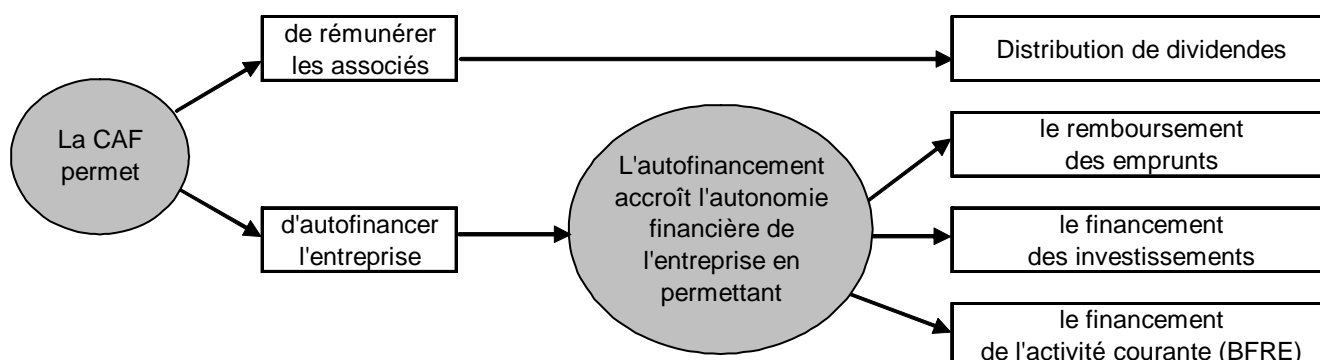 de rémunérer
les associés
Distribution de dividendes
La CAF
permet
le remboursement
des emprunts
L'autofinancement
accroît l'autonomie
financière de
l'entreprise en
permettant
d'autofinancer
l'entreprise
le financement
des investissements
le financement
de l'activité courante (BFRE)